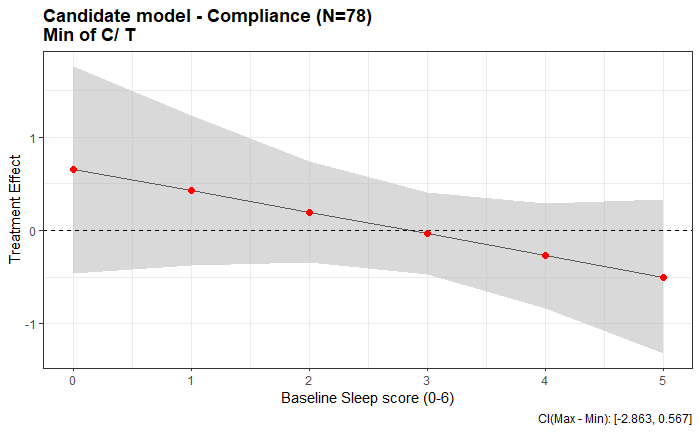 Candidate model - Compliance (N=78)
Min of C/ T
Treatment Effect
1
0
-1
0 1 2 3 4 5
Baseline Sleep score (0-6)
CI(Max - Min): [-2.863, 0.567]